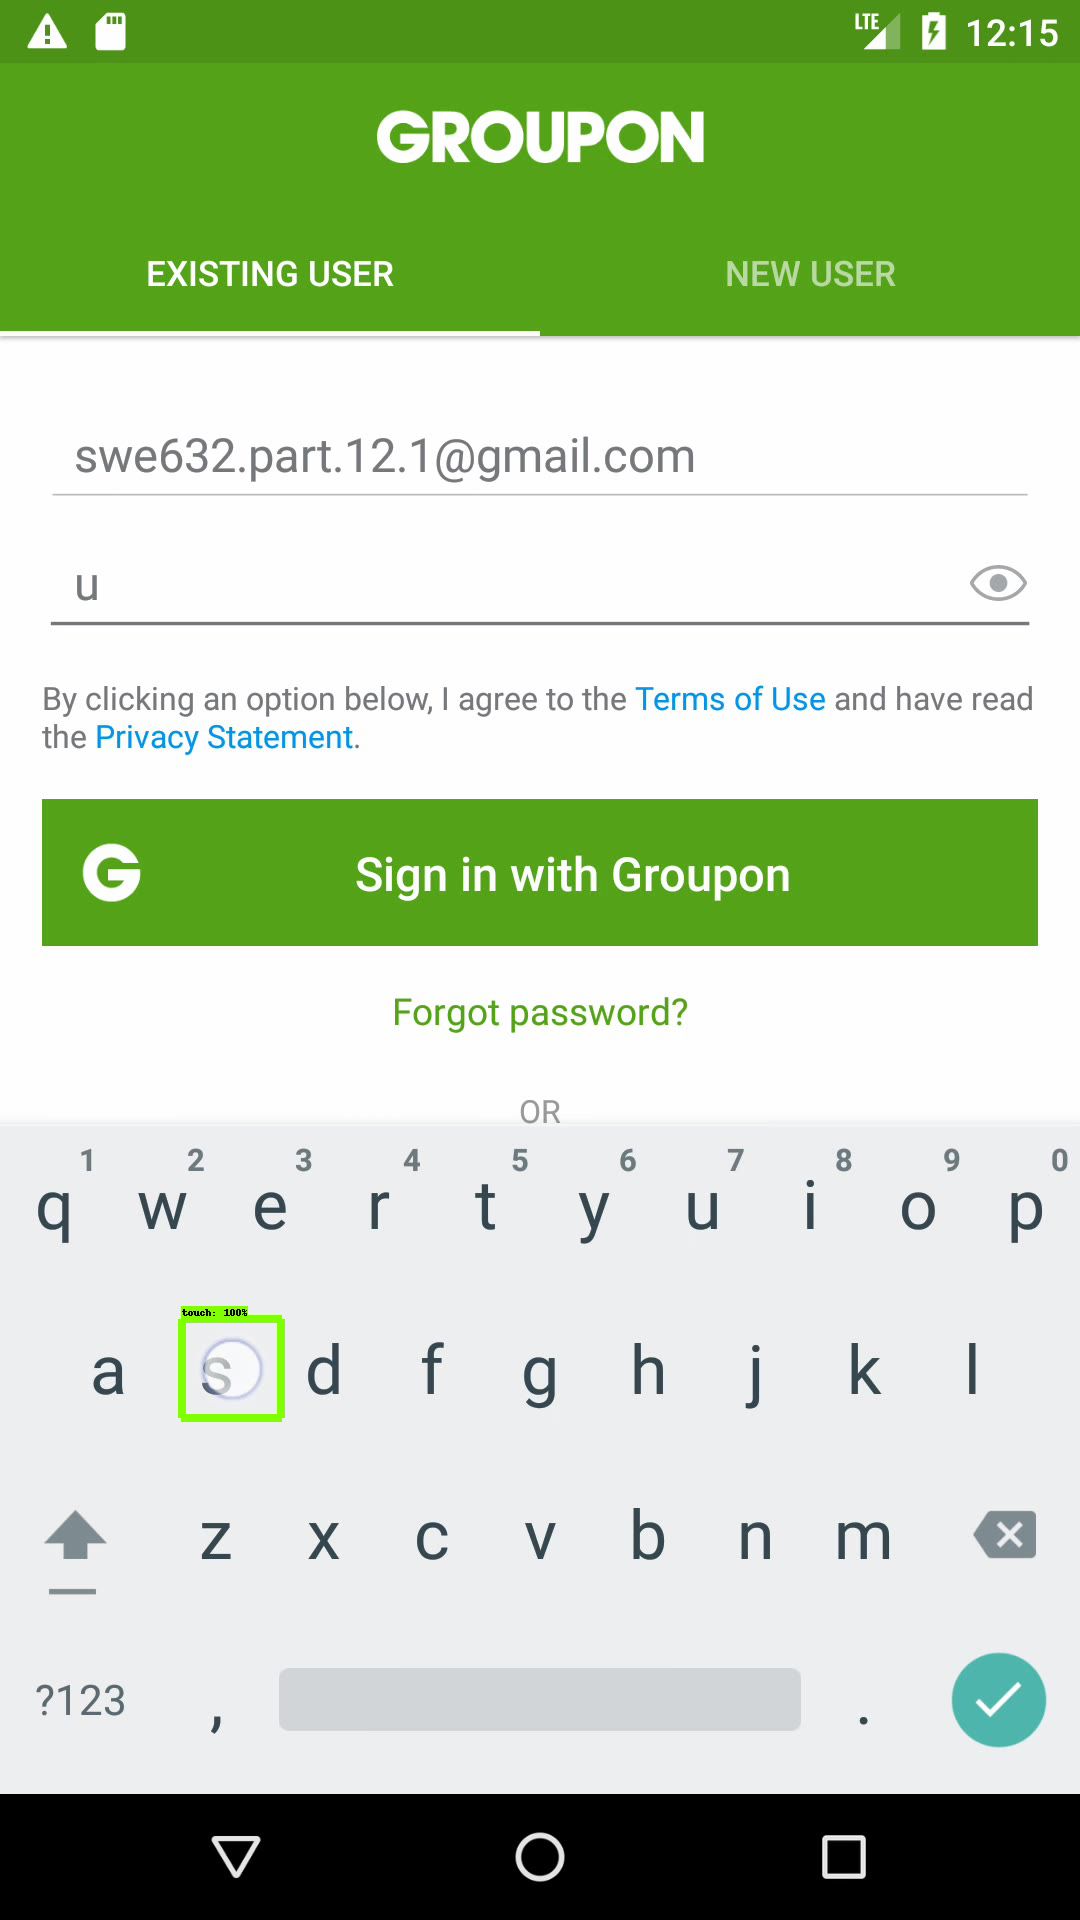 LTE 12:15
GROUPON
EXISTING USER NEW USER
swe632.part.12.1@gmail.com
u
By clicking an option below, I agree to the Terms of Use and have read
the Privacy Statement.
G Sign in with Groupon
Forgot password?
OR
1 2 3 4 5 6 7 8 9 0
q w e r t y u i o p
touch: 100%
a s d f g h j k l
z x c v b n m
?123 , .